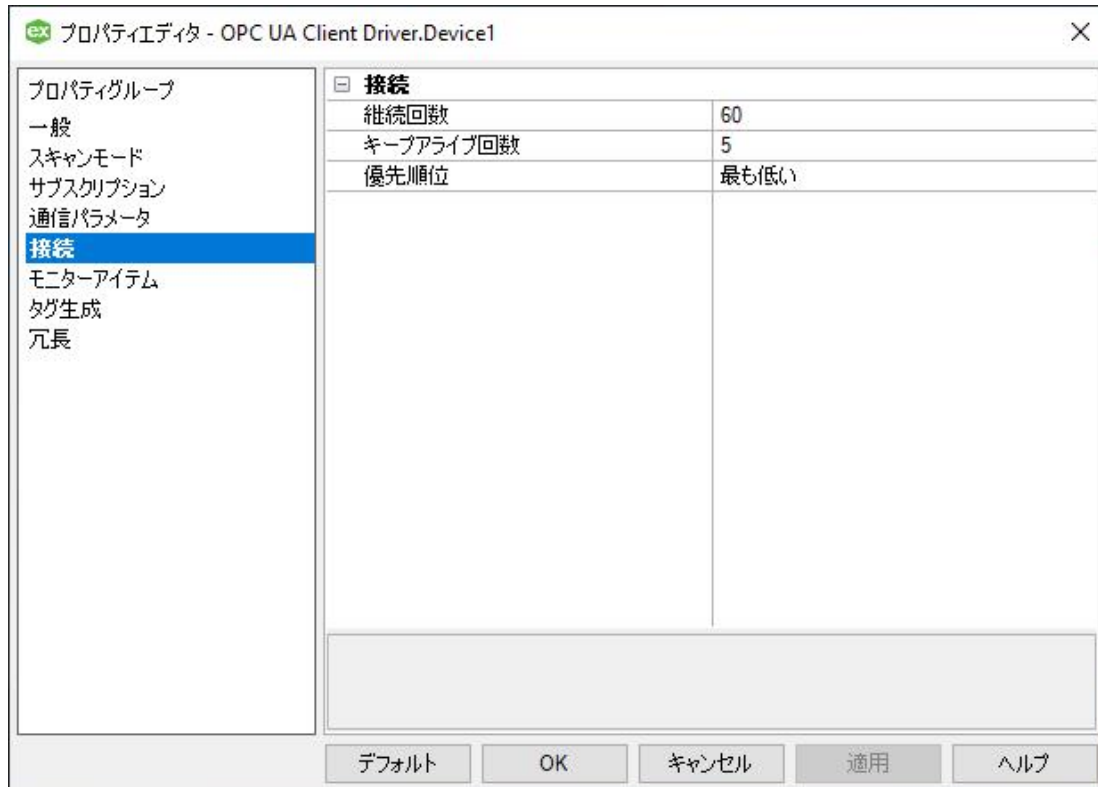 プロパティエディタ - OPC UA Client Driver.Device1
プロパティグループ
一般
スキャンモード
サブスクリプション
通信パラメータ
接続
モニターアイテム
タグ生成
冗長
接続
継続回数 60
キープアライブ回数 5
優先順位 最も低い
デフォルト OK キャンセル 適用 ヘルプ